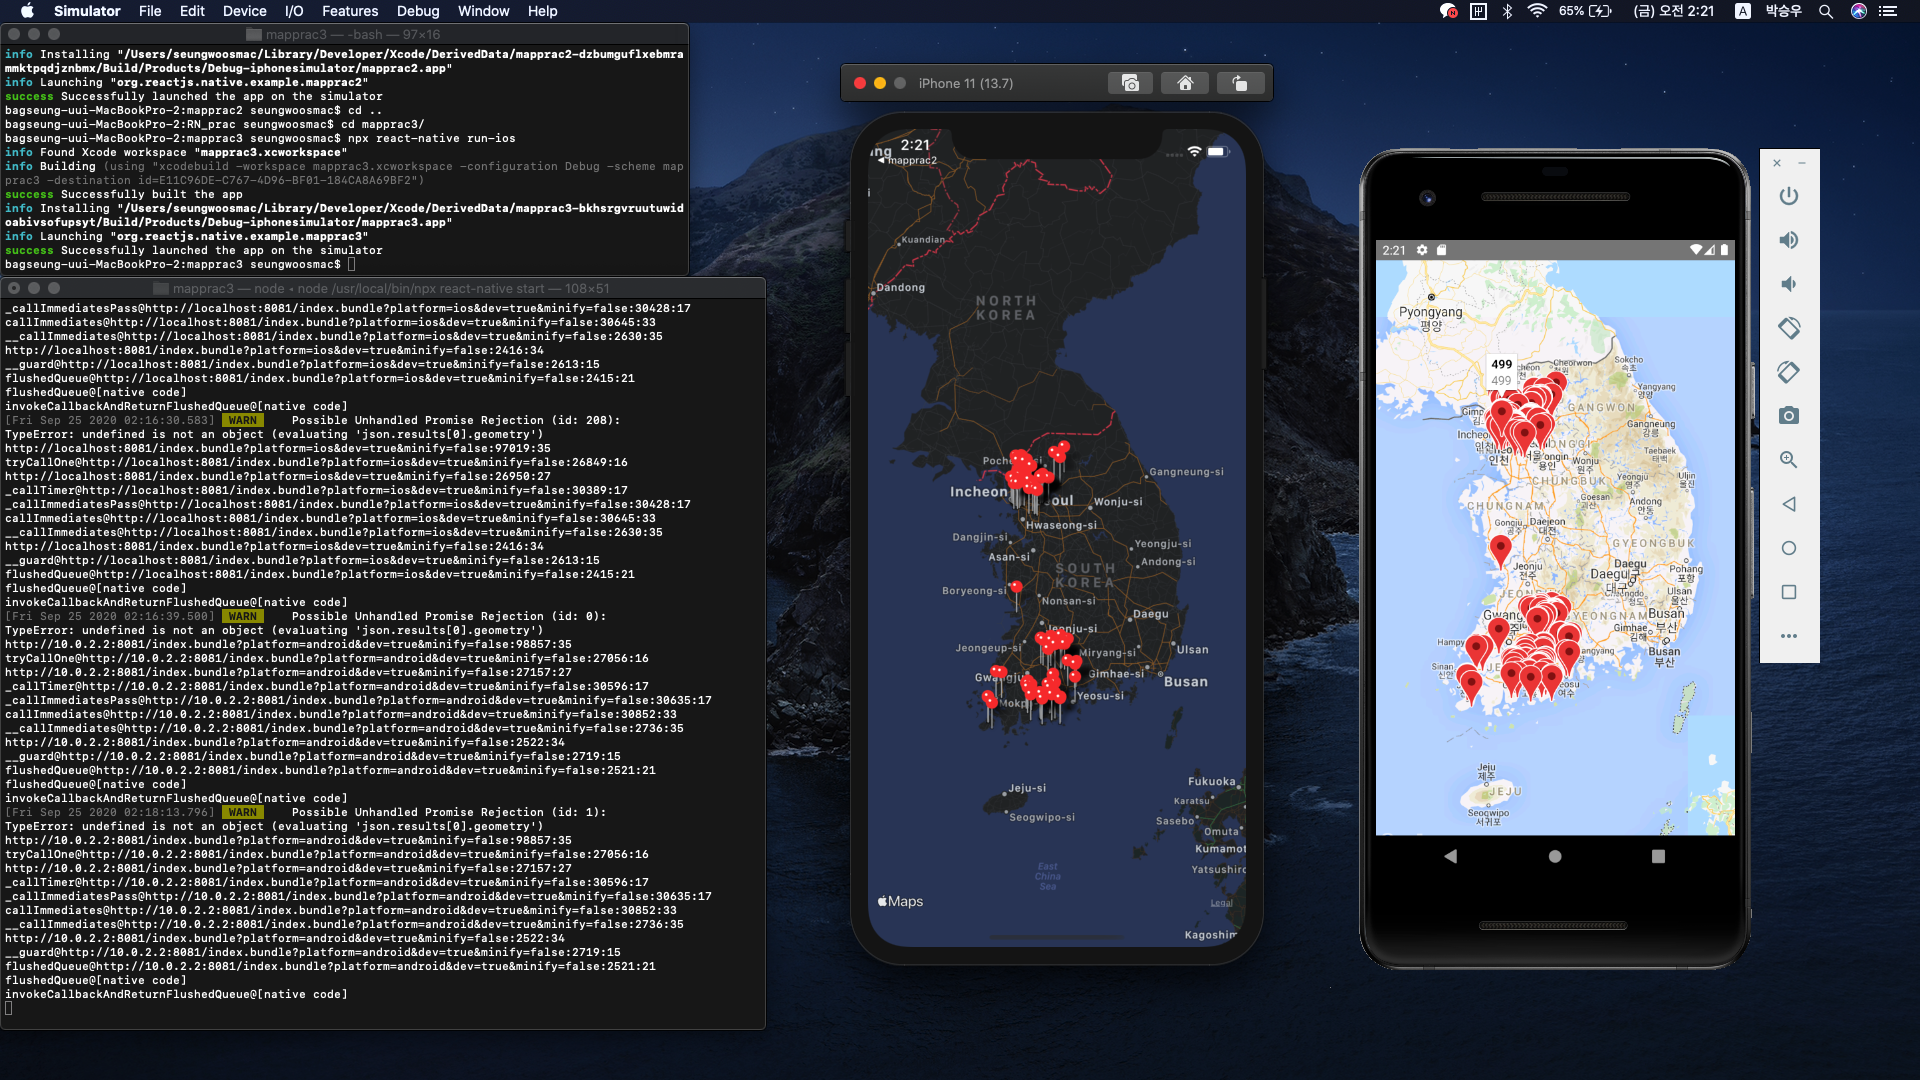 Simulator File Edit Device I/O Features Debug Window Help
65% (금) 오전 2:21 A 박승우
mapprac3 — -bash — 97×16
info Installing "/Users/seungwoosmac/Library/Developer/Xcode/DerivedData/mapprac2-dzbumguflxebmra
mmktpqdjznbmx/Build/Products/Debug-iphonesimulator/mapprac2.app"
info Launching "org.reactjs.native.example.mapprac2"
success Successfully launched the app on the simulator
bagseung-uui-MacBookPro-2:mapprac2 seungwoosmac$ cd ..
bagseung-uui-MacBookPro-2:RN_prac seungwoosmac$ cd mapprac3/
bagseung-uui-MacBookPro-2:mapprac3 seungwoosmac$ npx react-native run-ios
info Found Xcode workspace "mapprac3.xcworkspace"
info Building (using "xcodebuild -workspace mapprac3.xcworkspace -configuration Debug -scheme map
prac3 -destination id=E11C96DE-C767-4D96-BF01-184CA8A69BF2")
success Successfully built the app
info Installing "/Users/seungwoosmac/Library/Developer/Xcode/DerivedData/mapprac3-bkhsrgvruutuwid
oabivsofupsyt/Build/Products/Debug-iphonesimulator/mapprac3.app"
info Launching "org.reactjs.native.example.mapprac3"
success Successfully launched the app on the simulator
bagseung-uui-MacBookPro-2:mapprac3 seungwoosmac$
mapprac3 — node • node /usr/local/bin/npx react-native start — 108×51
_callImmediatesPass@http://localhost:8081/index.bundle?platform=ios&dev=true&minify=false:30428:17
callImmediates@http://localhost:8081/index.bundle?platform=ios&dev=true&minify=false:30645:33
__callImmediates@http://localhost:8081/index.bundle?platform=ios&dev=true&minify=false:2630:35
http://localhost:8081/index.bundle?platform=ios&dev=true&minify=false:2416:34
__guard@http://localhost:8081/index.bundle?platform=ios&dev=true&minify=false:2613:15
flushedQueue@http://localhost:8081/index.bundle?platform=ios&dev=true&minify=false:2415:21
flushedQueue@[native code]
invokeCallbackAndReturnFlushedQueue@[native code]
[Fri Sep 25 2020 02:16:30.583] WARN Possible Unhandled Promise Rejection (id: 208):
TypeError: undefined is not an object (evaluating 'json.results[0].geometry')
http://localhost:8081/index.bundle?platform=ios&dev=true&minify=false:97019:35
tryCallOne@http://localhost:8081/index.bundle?platform=ios&dev=true&minify=false:26849:16
http://localhost:8081/index.bundle?platform=ios&dev=true&minify=false:26950:27
_callTimer@http://localhost:8081/index.bundle?platform=ios&dev=true&minify=false:30389:17
_callImmediatesPass@http://localhost:8081/index.bundle?platform=ios&dev=true&minify=false:30428:17
callImmediates@http://localhost:8081/index.bundle?platform=ios&dev=true&minify=false:30645:33
__callImmediates@http://localhost:8081/index.bundle?platform=ios&dev=true&minify=false:2630:35
http://localhost:8081/index.bundle?platform=ios&dev=true&minify=false:2416:34
__guard@http://localhost:8081/index.bundle?platform=ios&dev=true&minify=false:2613:15
flushedQueue@http://localhost:8081/index.bundle?platform=ios&dev=true&minify=false:2415:21
flushedQueue@[native code]
invokeCallbackAndReturnFlushedQueue@[native code]
[Fri Sep 25 2020 02:16:39.500] WARN Possible Unhandled Promise Rejection (id: 0):
TypeError: undefined is not an object (evaluating 'json.results[0].geometry')
http://10.0.2.2:8081/index.bundle?platform=android&dev=true&minify=false:98857:35
tryCallOne@http://10.0.2.2:8081/index.bundle?platform=android&dev=true&minify=false:27056:16
http://10.0.2.2:8081/index.bundle?platform=android&dev=true&minify=false:27157:27
_callTimer@http://10.0.2.2:8081/index.bundle?platform=android&dev=true&minify=false:30596:17
_callImmediatesPass@http://10.0.2.2:8081/index.bundle?platform=android&dev=true&minify=false:30635:17
callImmediates@http://10.0.2.2:8081/index.bundle?platform=android&dev=true&minify=false:30852:33
__callImmediates@http://10.0.2.2:8081/index.bundle?platform=android&dev=true&minify=false:2736:35
http://10.0.2.2:8081/index.bundle?platform=android&dev=true&minify=false:2522:34
__guard@http://10.0.2.2:8081/index.bundle?platform=android&dev=true&minify=false:2719:15
flushedQueue@http://10.0.2.2:8081/index.bundle?platform=android&dev=true&minify=false:2521:21
flushedQueue@[native code]
invokeCallbackAndReturnFlushedQueue@[native code]
[Fri Sep 25 2020 02:18:13.796] WARN Possible Unhandled Promise Rejection (id: 1):
TypeError: undefined is not an object (evaluating 'json.results[0].geometry')
http://10.0.2.2:8081/index.bundle?platform=android&dev=true&minify=false:98857:35
tryCallOne@http://10.0.2.2:8081/index.bundle?platform=android&dev=true&minify=false:27056:16
http://10.0.2.2:8081/index.bundle?platform=android&dev=true&minify=false:27157:27
_callTimer@http://10.0.2.2:8081/index.bundle?platform=android&dev=true&minify=false:30596:17
_callImmediatesPass@http://10.0.2.2:8081/index.bundle?platform=android&dev=true&minify=false:30635:17
callImmediates@http://10.0.2.2:8081/index.bundle?platform=android&dev=true&minify=false:30852:33
__callImmediates@http://10.0.2.2:8081/index.bundle?platform=android&dev=true&minify=false:2736:35
http://10.0.2.2:8081/index.bundle?platform=android&dev=true&minify=false:2522:34
__guard@http://10.0.2.2:8081/index.bundle?platform=android&dev=true&minify=false:2719:15
flushedQueue@http://10.0.2.2:8081/index.bundle?platform=android&dev=true&minify=false:2521:21
flushedQueue@[native code]
invokeCallbackAndReturnFlushedQueue@[native code]
iPhone 11 (13.7)
2:21
mapprac2
Kuandian
Dandong
NORTH
KOREA
Incheon
Wonju-si
Gangneung-si
Hwaseong-si
Dangjin-si
Asan-si
Yeongju-si
Andong-si
SOUTH
KOREA
Boryeong-si
Nonsan-si
Daegu
Jeongeup-si
Miryang-si
Ulsan
Gimhae-si
Busan
Yeosu-si
Jeju-si
Seogwipo-si
Fukuoka
Karatsu
Sasebo
Omuta
Kumamot
Yatsushiro
East
China
Sea
Maps
Legal
Kagoshim
2:21
Pyongyang
평양
499
499
Cheorwon
Sokcho
속초
Yangyang
양양
GANGWON
Gangneung
강릉
Incheon
인천
Wonju
원주
Taebaek
태백
Uljin
울진
Yeongju
영주
CHUNGBUK
CHUNGNAM
Goesan
괴산
Andong
안동
Gongju
공주
Daejeon
대전
GYEONGBUK
Jeonju
전주
Daegu
Daegu
대구
Pohang
포항
Ulsan
울산
Gimhae
김해
Busan
부산
Busan
부산
Sinan
신안
여수
Jeju
제주
JEJU
Seogwipo
서귀포